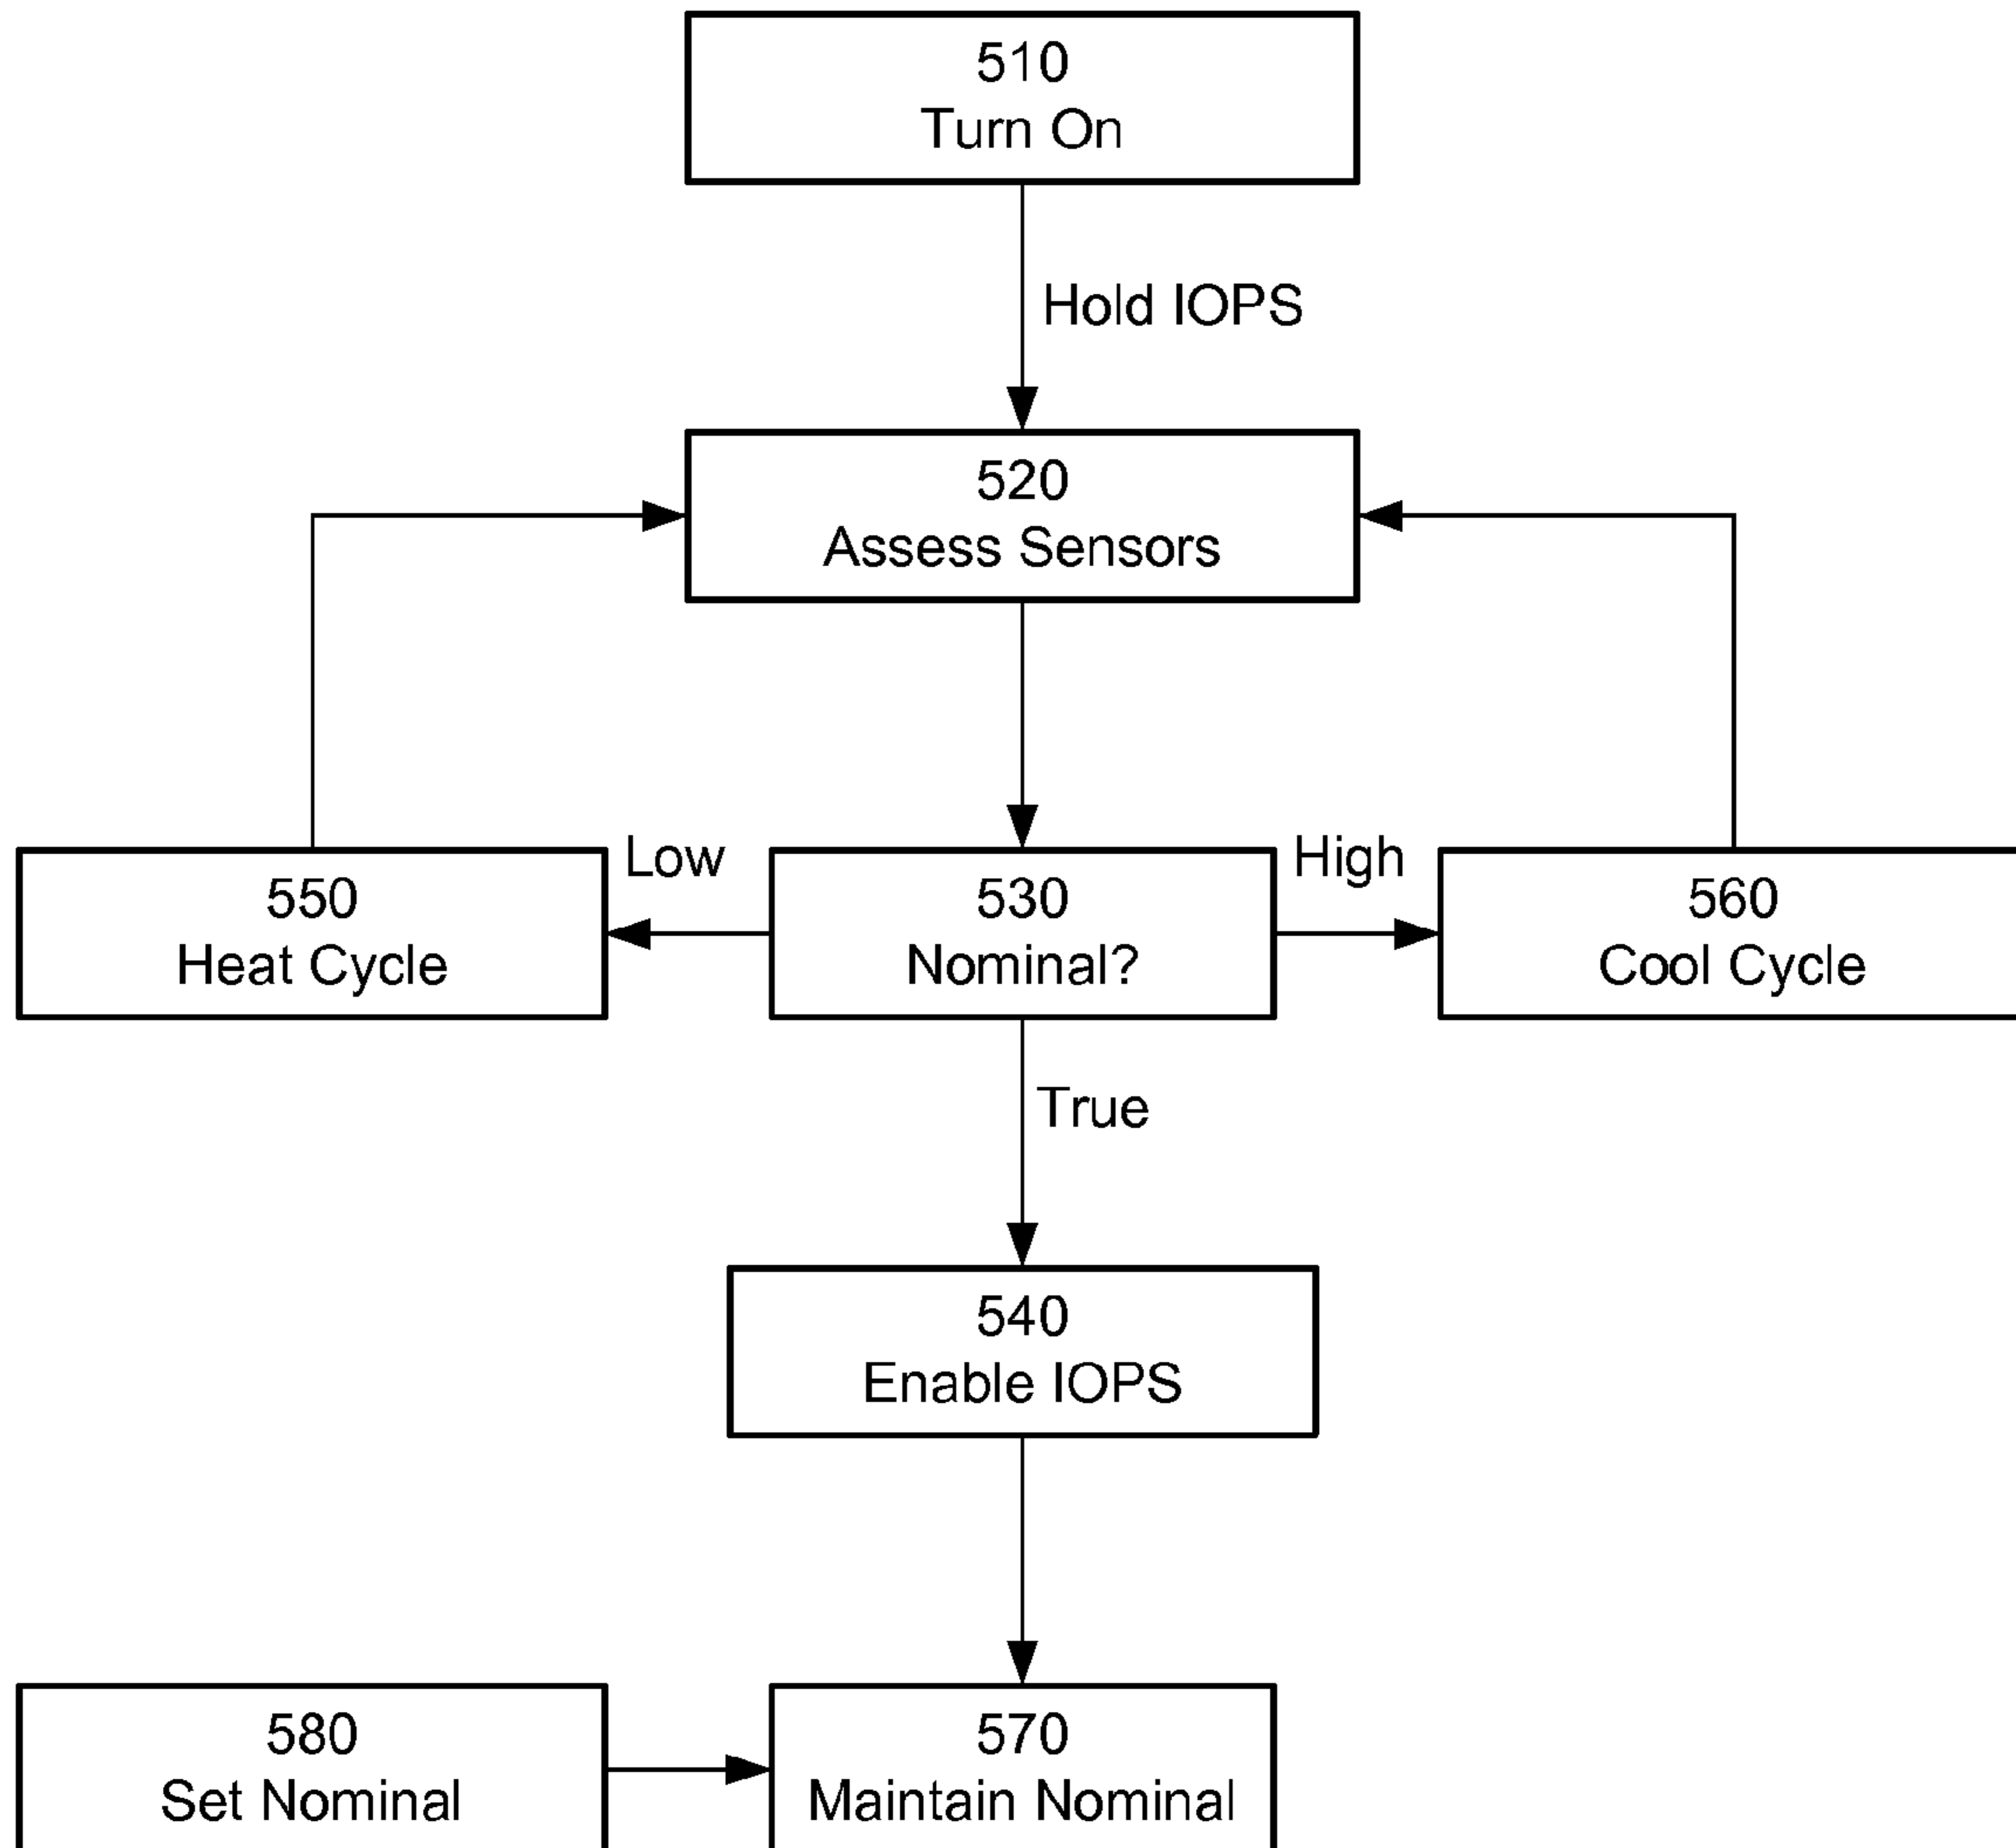 510
Turn On
Hold IOPS
520
Assess Sensors
Low
High
550
Heat Cycle
530
Nominal?
560
Cool Cycle
True
540
Enable IOPS
580
Set Nominal
570
Maintain Nominal